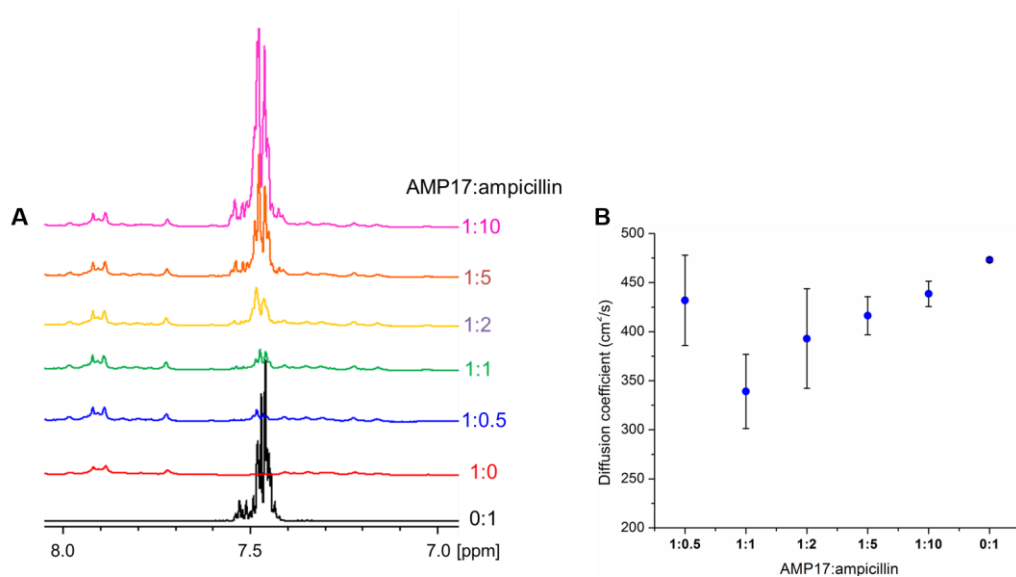 A
AMP17:ampicillin
1:10
1:5
1:2
1:1
1:0.5
1:0
0:1
8.0 7.5 7.0 [ppm]
B
500
450
400
350
300
250
200
Diffusion coefficient (cm⁻²/s)
1:0.5 1:1 1:2 1:5 1:10 0:1
AMP17:ampicillin